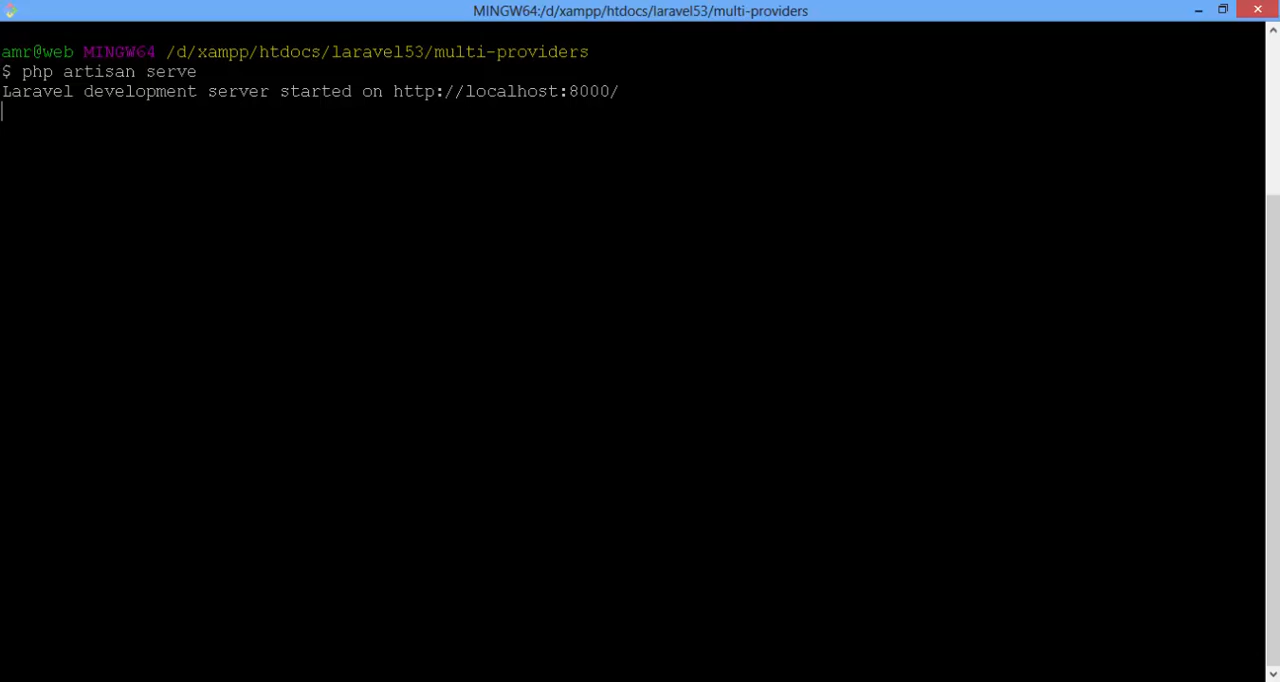 MINGW64:/d/xampp/htdocs/laravel53/multi-providers
amr@web MINGW64 /d/xampp/htdocs/laravel53/multi-providers
$ php artisan serve
Laravel development server started on http://localhost:8000/